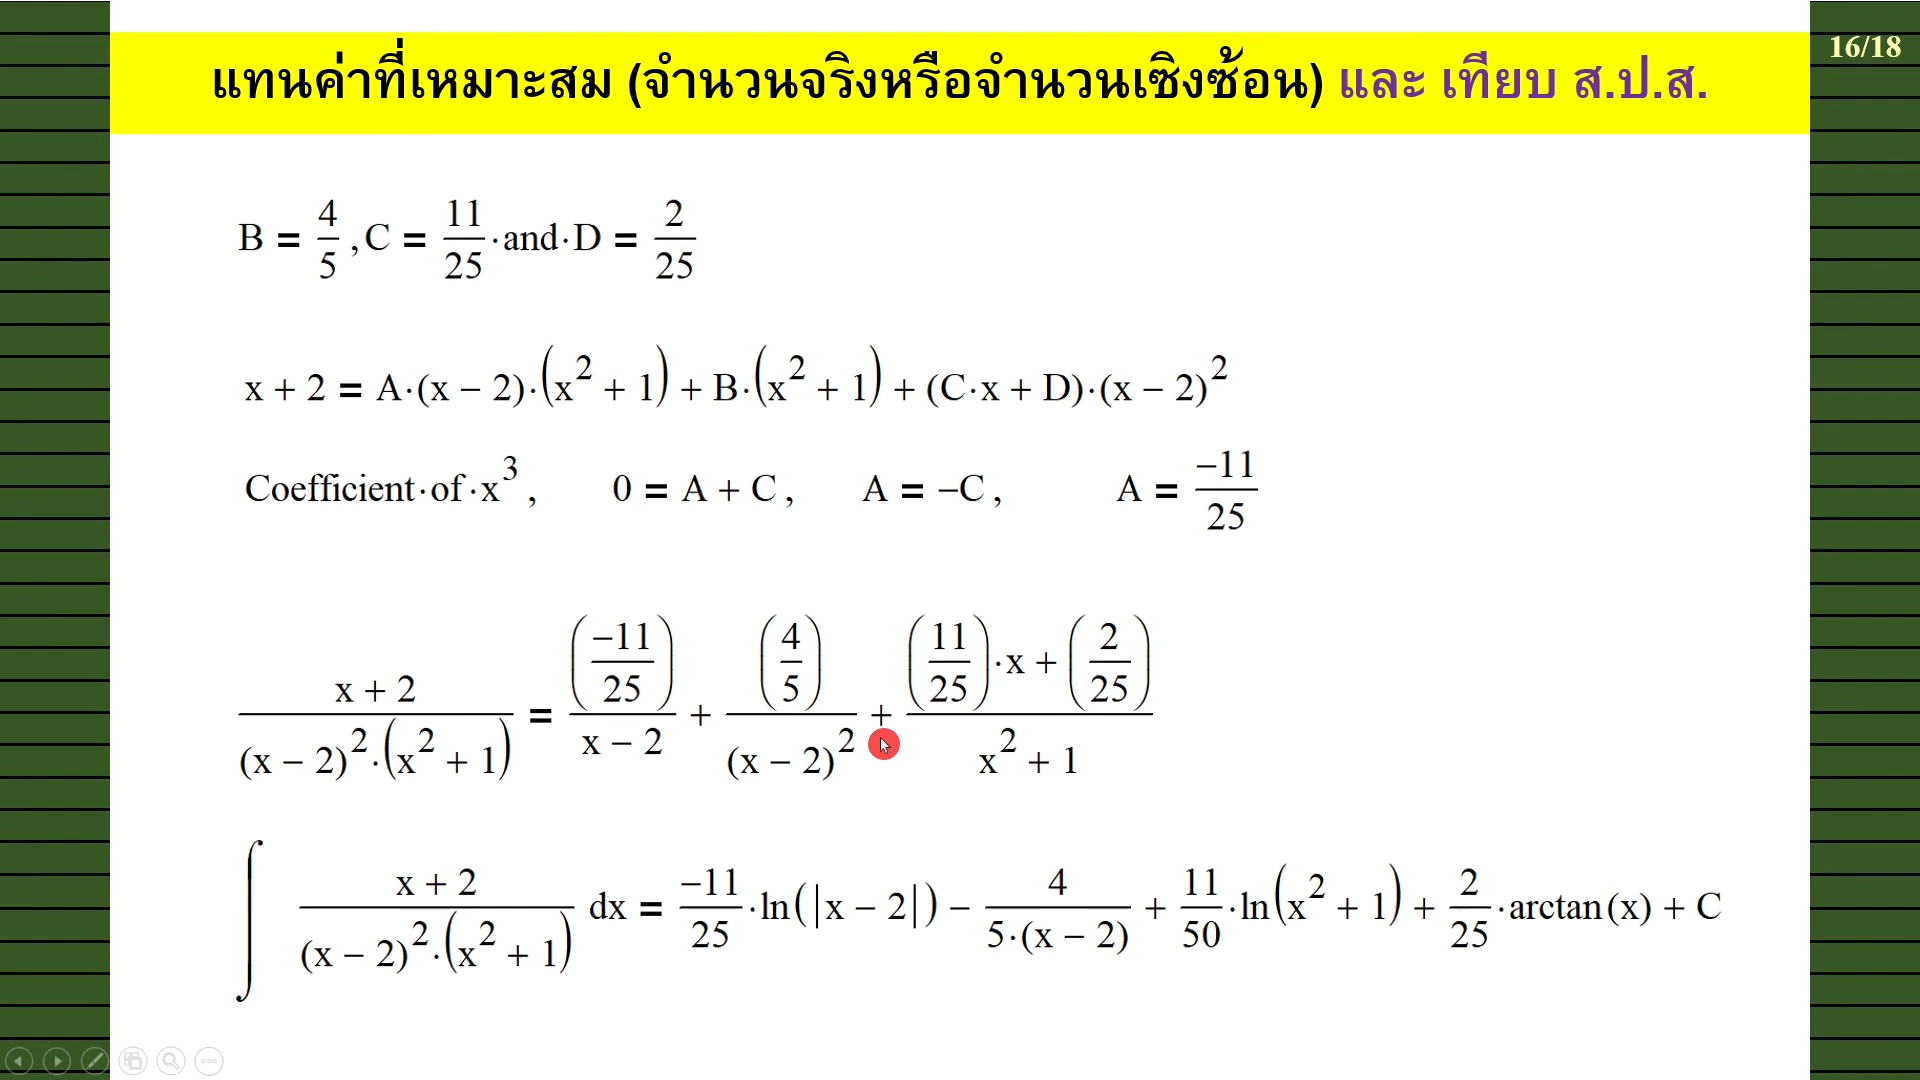 16/18
แทนค่าที่เหมาะสม (จำนวนจริงหรือจำนวนเชิงซ้อน) และ เทียบ ส.ป.ส.
B = 4/5 , C = 11/25 · and · D = 2/25
x + 2 = A·(x − 2)·(x² + 1) + B·(x² + 1) + (C·x + D)·(x − 2)²
Coefficient·of·x³ , 0 = A + C , A = −C , A = −11/25
(x + 2)/((x − 2)²·(x² + 1)) = (−11/25)/(x − 2) + (4/5)/((x − 2)²) + ((11/25)·x + (2/25))/(x² + 1)
∫ (x + 2)/((x − 2)²·(x² + 1)) dx = −11/25·ln(|x − 2|) − 4/(5·(x − 2)) + 11/50·ln(x² + 1) + 2/25·arctan(x) + C